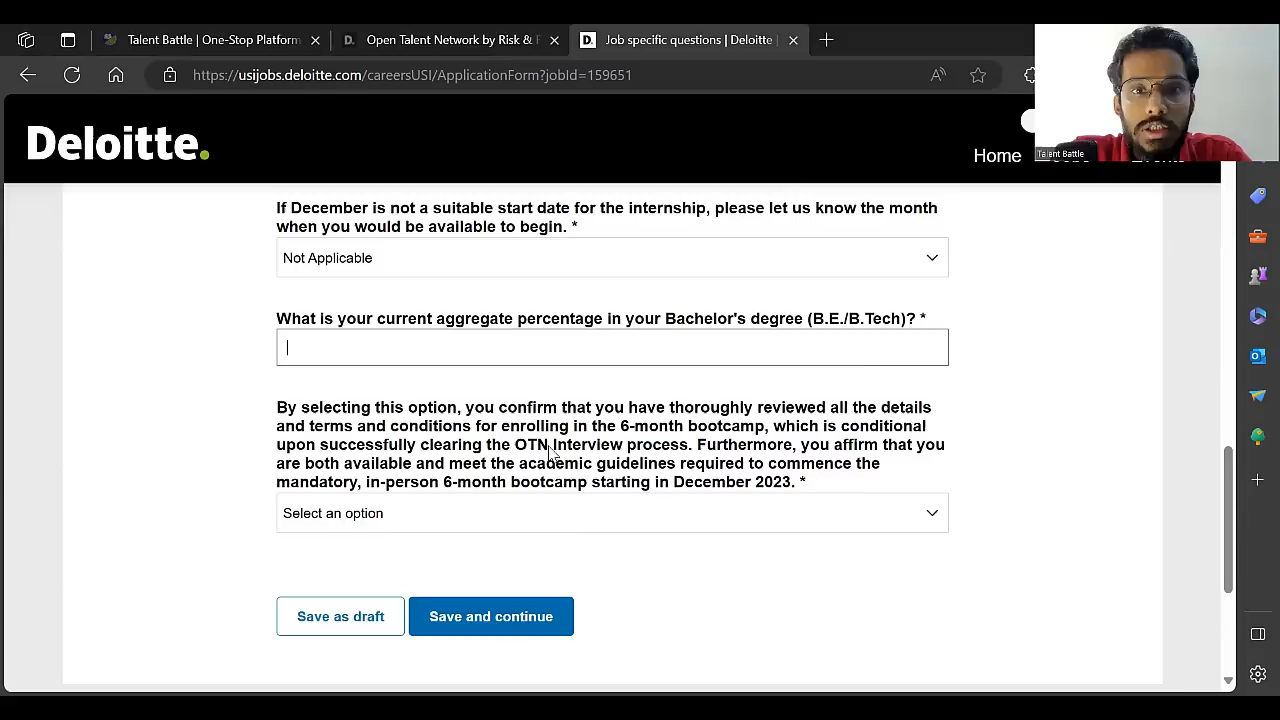 Talent Battle | One-Stop Platform
Open Talent Network by Risk & F
Job specific questions | Deloitte |
https://usijobs.deloitte.com/careersUSI/ApplicationForm?jobId=159651
Deloitte.
Home
Talent Battle
If December is not a suitable start date for the internship, please let us know the month
when you would be available to begin. *
Not Applicable
What is your current aggregate percentage in your Bachelor's degree (B.E./B.Tech)? *
By selecting this option, you confirm that you have thoroughly reviewed all the details
and terms and conditions for enrolling in the 6-month bootcamp, which is conditional
upon successfully clearing the OTN Interview process. Furthermore, you affirm that you
are both available and meet the academic guidelines required to commence the
mandatory, in-person 6-month bootcamp starting in December 2023. *
Select an option
Save as draft
Save and continue